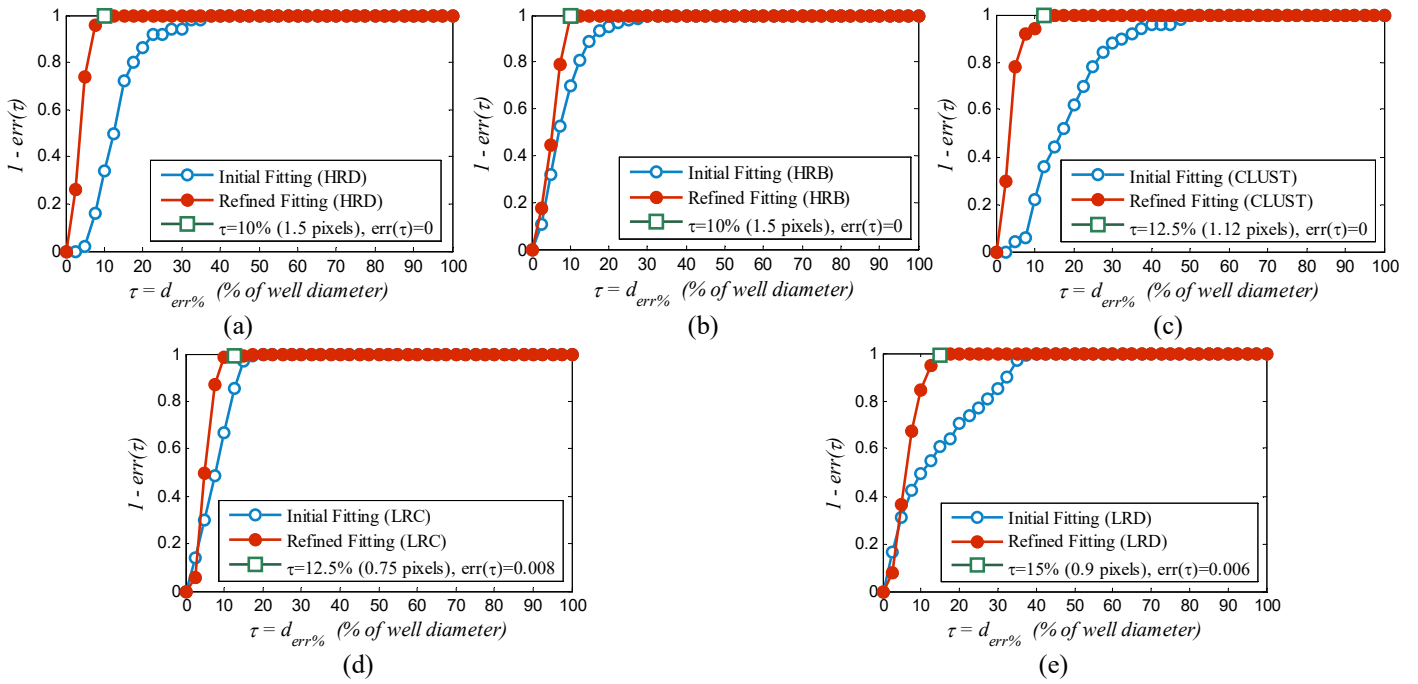 1
0.8
0.6
0.4
0.2
0
1 - err(τ)
Initial Fitting (HRD)
Refined Fitting (HRD)
τ=10% (1.5 pixels), err(τ)=0
0 10 20 30 40 50 60 70 80 90 100
τ = d_err% (% of well diameter)
(a)
1
0.8
0.6
0.4
0.2
0
1 - err(τ)
Initial Fitting (HRB)
Refined Fitting (HRB)
τ=10% (1.5 pixels), err(τ)=0
0 10 20 30 40 50 60 70 80 90 100
τ = d_err% (% of well diameter)
(b)
1
0.8
0.6
0.4
0.2
0
1 - err(τ)
Initial Fitting (CLUST)
Refined Fitting (CLUST)
τ=12.5% (1.12 pixels), err(τ)=0
0 10 20 30 40 50 60 70 80 90 100
τ = d_err% (% of well diameter)
(c)
1
0.8
0.6
0.4
0.2
0
1 - err(τ)
Initial Fitting (LRC)
Refined Fitting (LRC)
τ=12.5% (0.75 pixels), err(τ)=0.008
0 10 20 30 40 50 60 70 80 90 100
τ = d_err% (% of well diameter)
(d)
1
0.8
0.6
0.4
0.2
0
1 - err(τ)
Initial Fitting (LRD)
Refined Fitting (LRD)
τ=15% (0.9 pixels), err(τ)=0.006
0 10 20 30 40 50 60 70 80 90 100
τ = d_err% (% of well diameter)
(e)